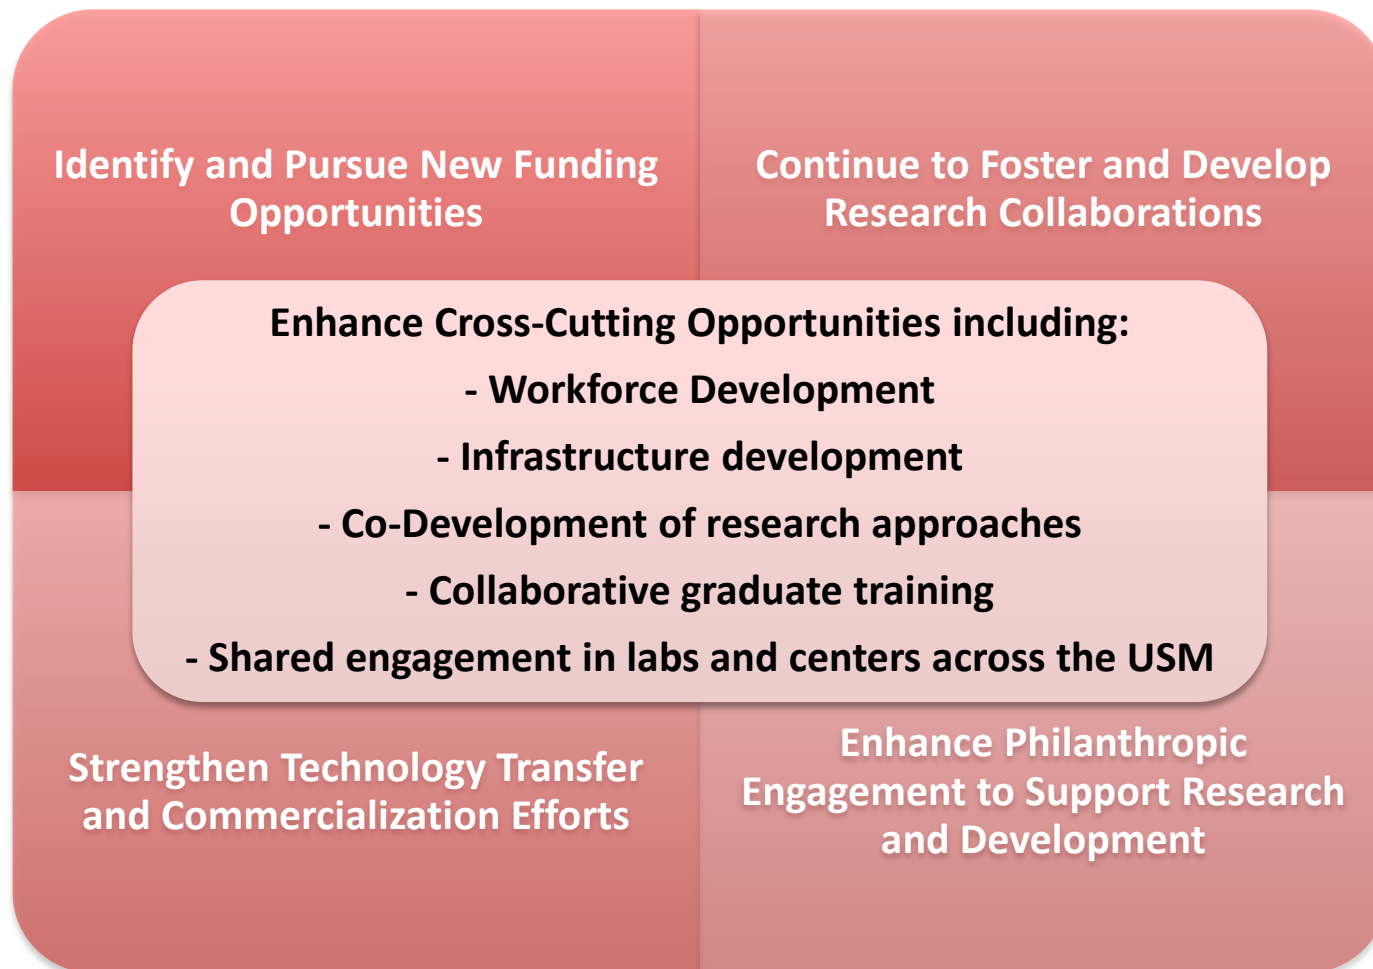 Identify and Pursue New Funding
Opportunities
Continue to Foster and Develop
Research Collaborations
Enhance Cross-Cutting Opportunities including:
- Workforce Development
- Infrastructure development
- Co-Development of research approaches
- Collaborative graduate training
- Shared engagement in labs and centers across the USM
Strengthen Technology Transfer
and Commercialization Efforts
Enhance Philanthropic
Engagement to Support Research
and Development